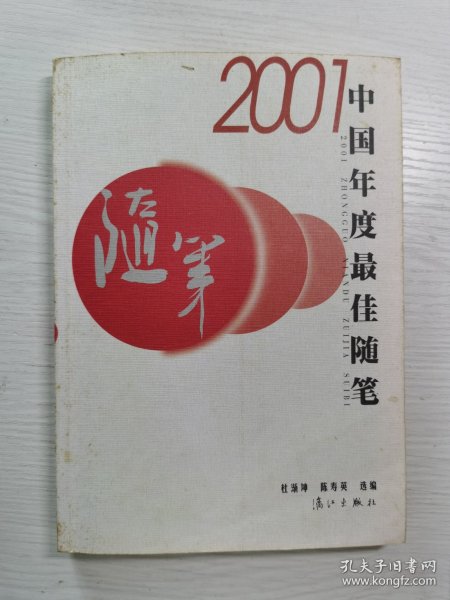 2001
中国年度最佳随笔
2001 ZHONGGUO NIANDU ZUIJIA SUIBI
随笔
杜渐坤 陈寿英 选编
漓江出版社
孔夫子旧书网
www.kongfz.com